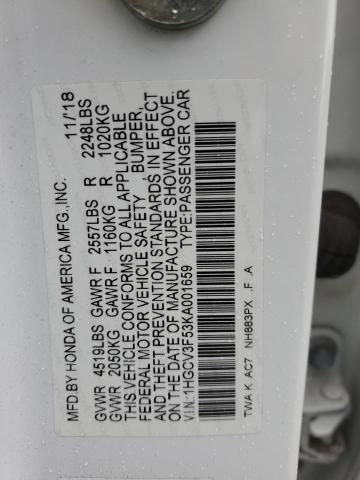 MFD.BY HONDA OF AMERICA MFG.,INC. 11/'18
GVWR 4519LBS GAWR F 2557LBS R 2248LBS
GVWR 2050KG GAWR F 1160KG R 1020KG
THIS VEHICLE CONFORMS TO ALL APPLICABLE
FEDERAL MOTOR VEHICLE SAFETY , BUMPER,
AND THEFT PREVENTION STANDARDS IN EFFECT
ON THE DATE OF MANUFACTURE SHOWN ABOVE.
V.I.N.:1HGCV3F53KA001659 TYPE:PASSENGER CAR
TWA K AC7 NH883PX .F .A